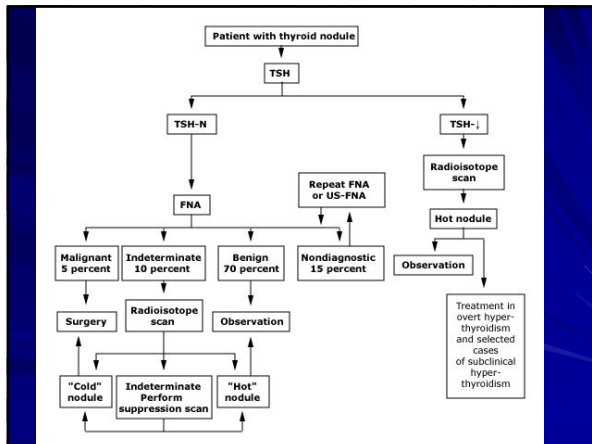 Patient with thyroid nodule
TSH
TSH-N
TSH-↓
Radioisotope
scan
Repeat FNA
or US-FNA
FNA
Hot nodule
Malignant
5 percent
Indeterminate
10 percent
Benign
70 percent
Nondiagnostic
15 percent
Observation
Surgery
Radioisotope
scan
Observation
Treatment in
overt hyper-
thyroidism
and selected
cases
of subclinical
hyper-
thyroidism
"Cold"
nodule
Indeterminate
Perform
suppression scan
"Hot"
nodule